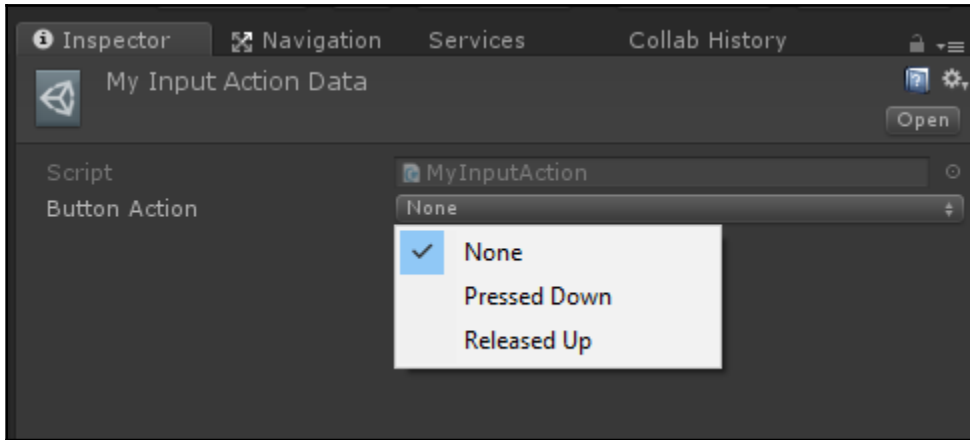 Inspector Navigation Services Collab History
My Input Action Data
Open
Script MyInputAction
Button Action None
None
Pressed Down
Released Up